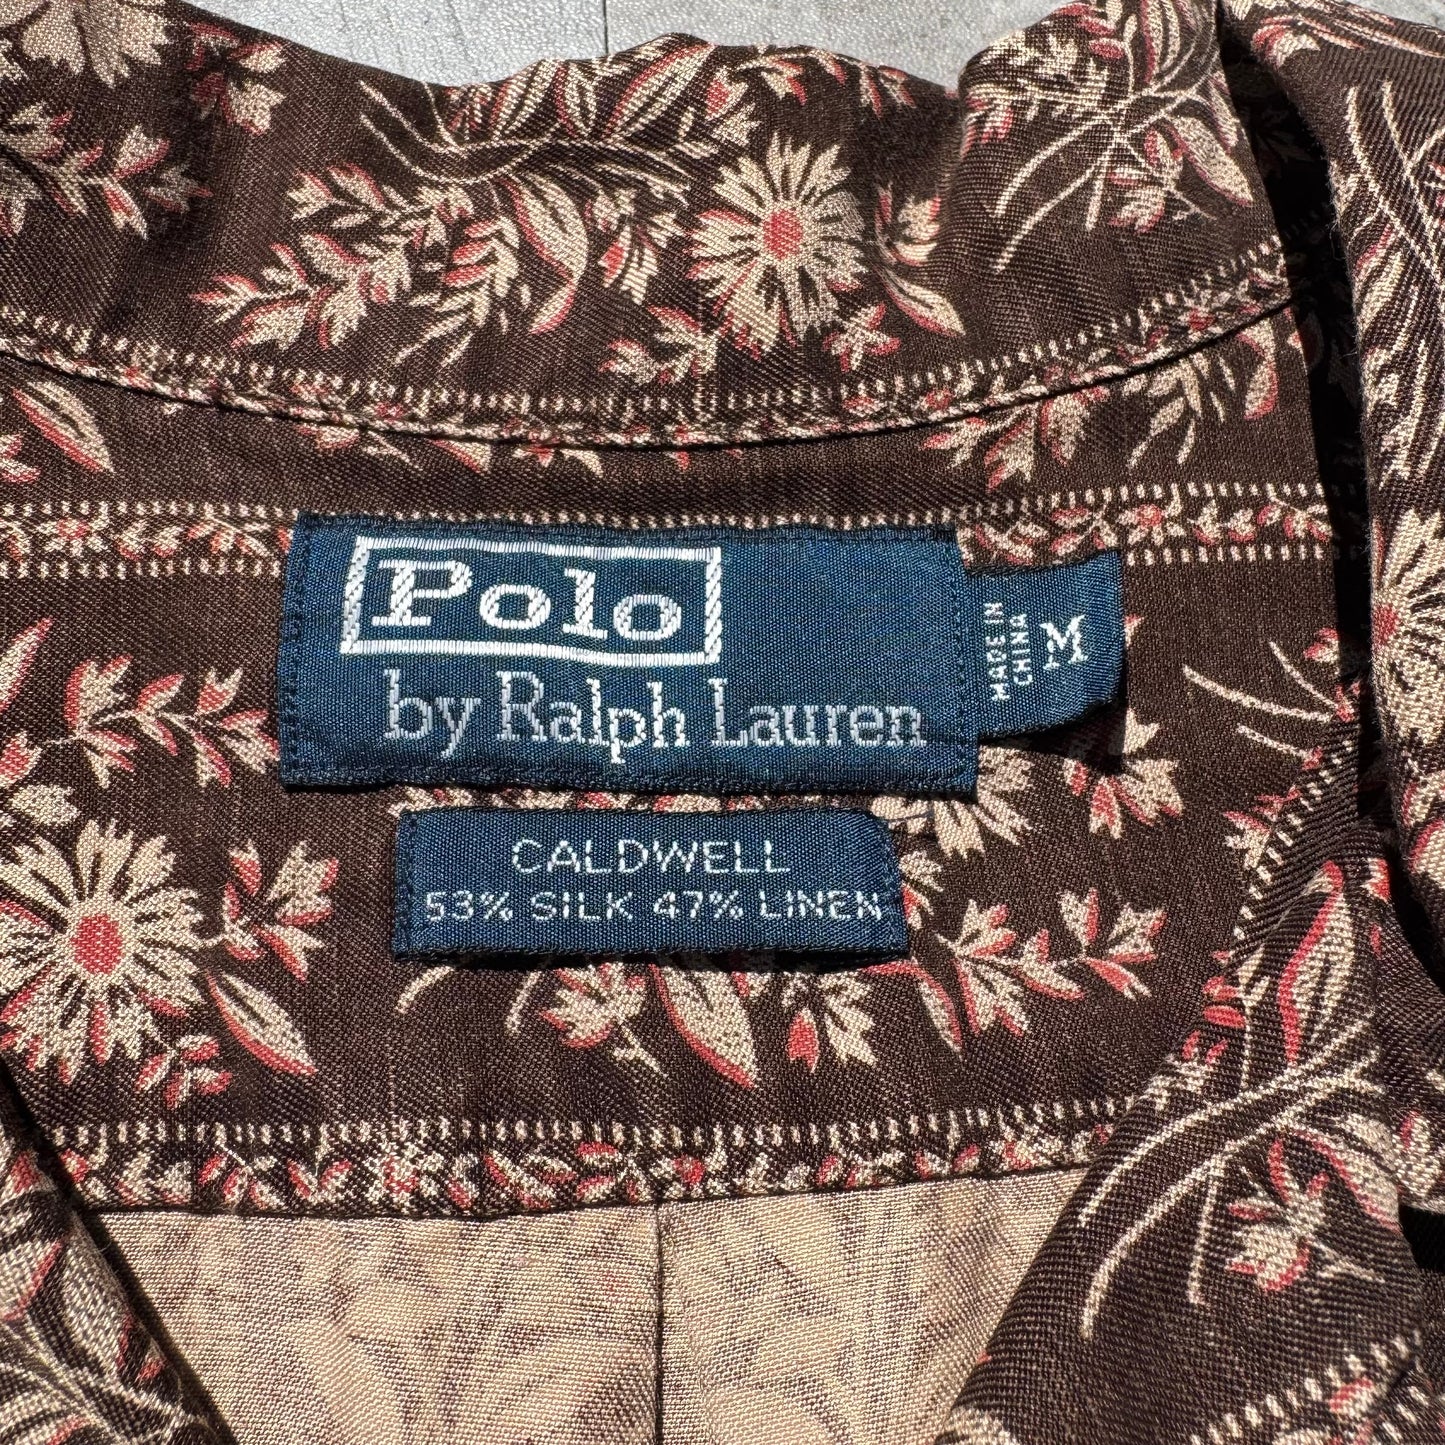 Polo
by Ralph Lauren
MADE IN
CHINA
M
CALDWELL
53% SILK 47% LINEN